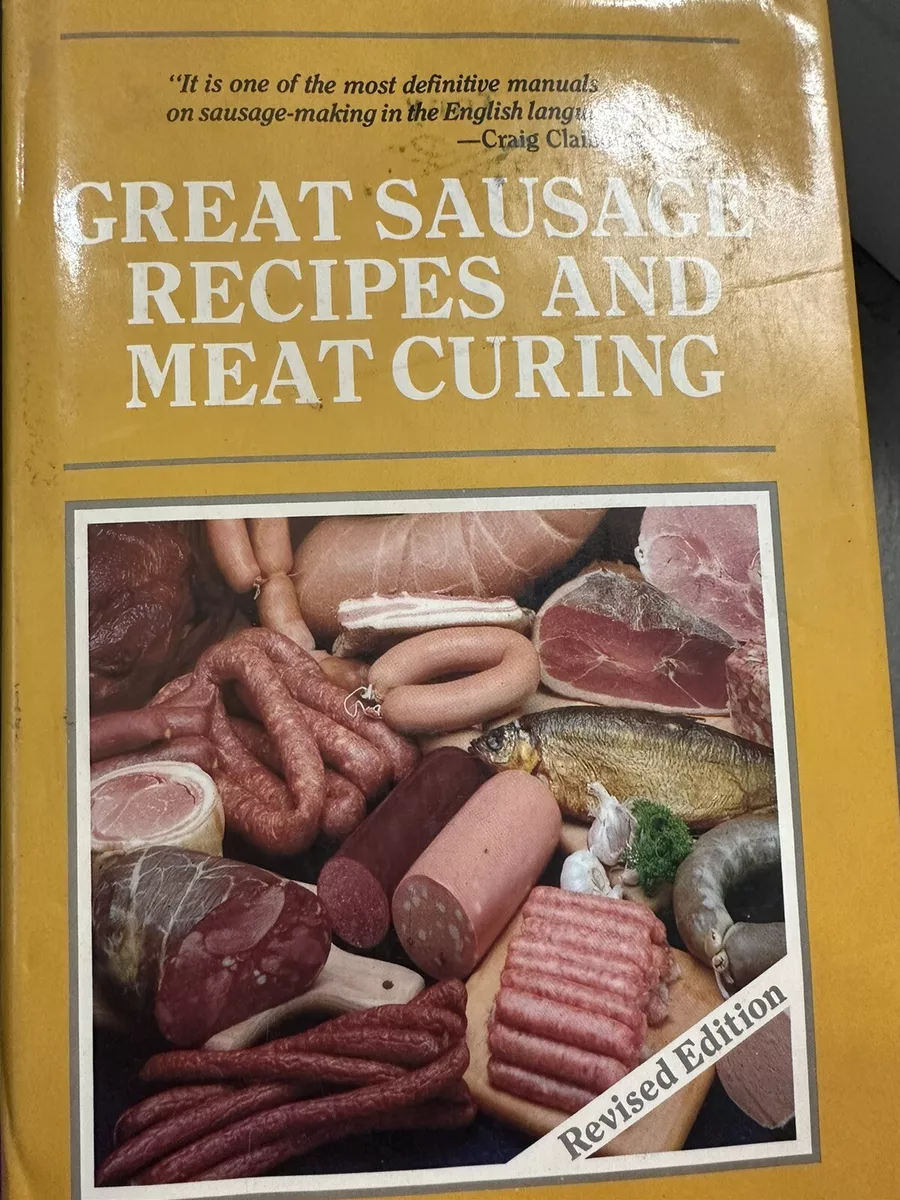 “It is one of the most definitive manuals
on sausage-making in the English
—Craig
GREAT SAUSAGE
RECIPES AND
MEAT CURING
Revised Edition